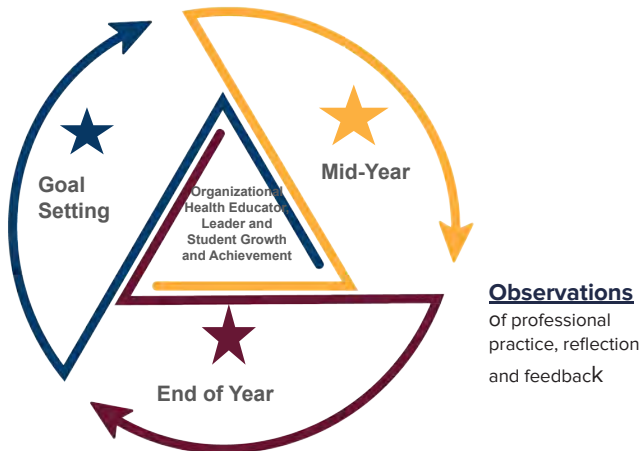 Goal
Setting
Mid-Year
Organizational
Health Educator,
Leader and
Student Growth
and Achievement
End of Year
Observations
of professional
practice, reflection
and feedback